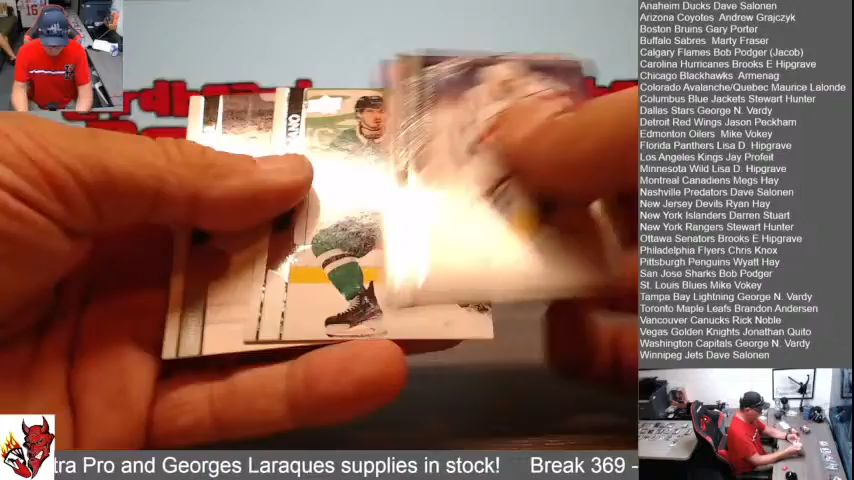 Anaheim Ducks Dave Salonen
Arizona Coyotes Andrew Grajczyk
Boston Bruins Gary Porter
Buffalo Sabres Marty Fraser
Calgary Flames Bob Podger (Jacob)
Carolina Hurricanes Brooks E Hipgrave
Chicago Blackhawks Armenag
Colorado Avalanche/Quebec Maurice Lalonde
Columbus Blue Jackets Stewart Hunter
Dallas Stars George N. Vardy
Detroit Red Wings Jason Peckham
Edmonton Oilers Mike Vokey
Florida Panthers Lisa D Hipgrave
Los Angeles Kings Jay Profeit
Minnesota Wild Lisa D Hipgrave
Montreal Canadiens Megs Hay
Nashville Predators Dave Salonen
New Jersey Devils Ryan Hay
New York Islanders Darren Stuart
New York Rangers Stewart Hunter
Ottawa Senators Brooks E Hipgrave
Philadelphia Flyers Chris Knox
Pittsburgh Penguins Wyatt Hay
San Jose Sharks Bob Podger
St. Louis Blues Mike Vokey
Tampa Bay Lightning George N. Vardy
Toronto Maple Leafs Brandon Andersen
Vancouver Canucks Rick Noble
Vegas Golden Knights Jonathan Quito
Washington Capitals George N. Vardy
Winnipeg Jets Dave Salonen
tra Pro and Georges Laraques supplies in stock! Break 369 -